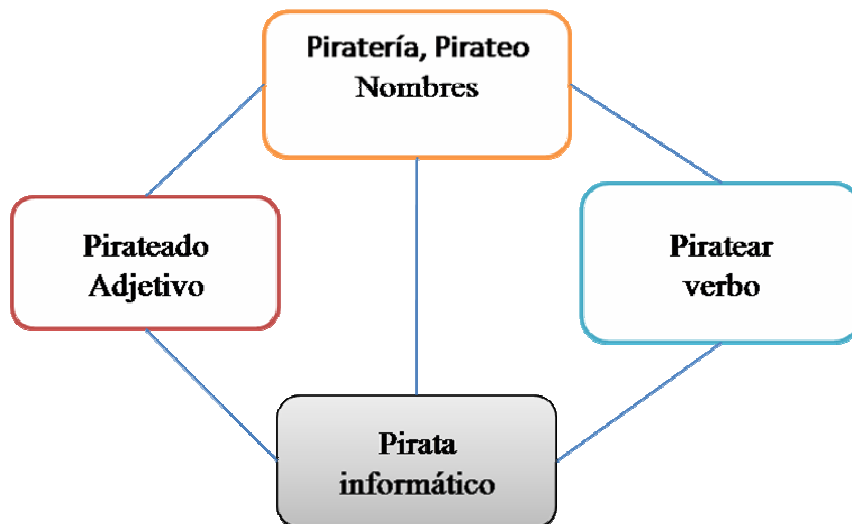 Piratería, Pirateo
Nombres
Pirateado
Adjetivo
Piratear
verbo
Pirata
informático